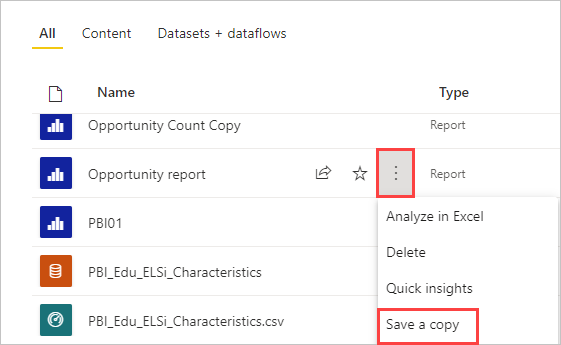 All Content Datasets + dataflows
Name Type
Opportunity Count Copy Report
Opportunity report Report
PBI01
Analyze in Excel
Delete
PBI_Edu_ELSi_Characteristics
Quick insights
PBI_Edu_ELSi_Characteristics.csv
Save a copy